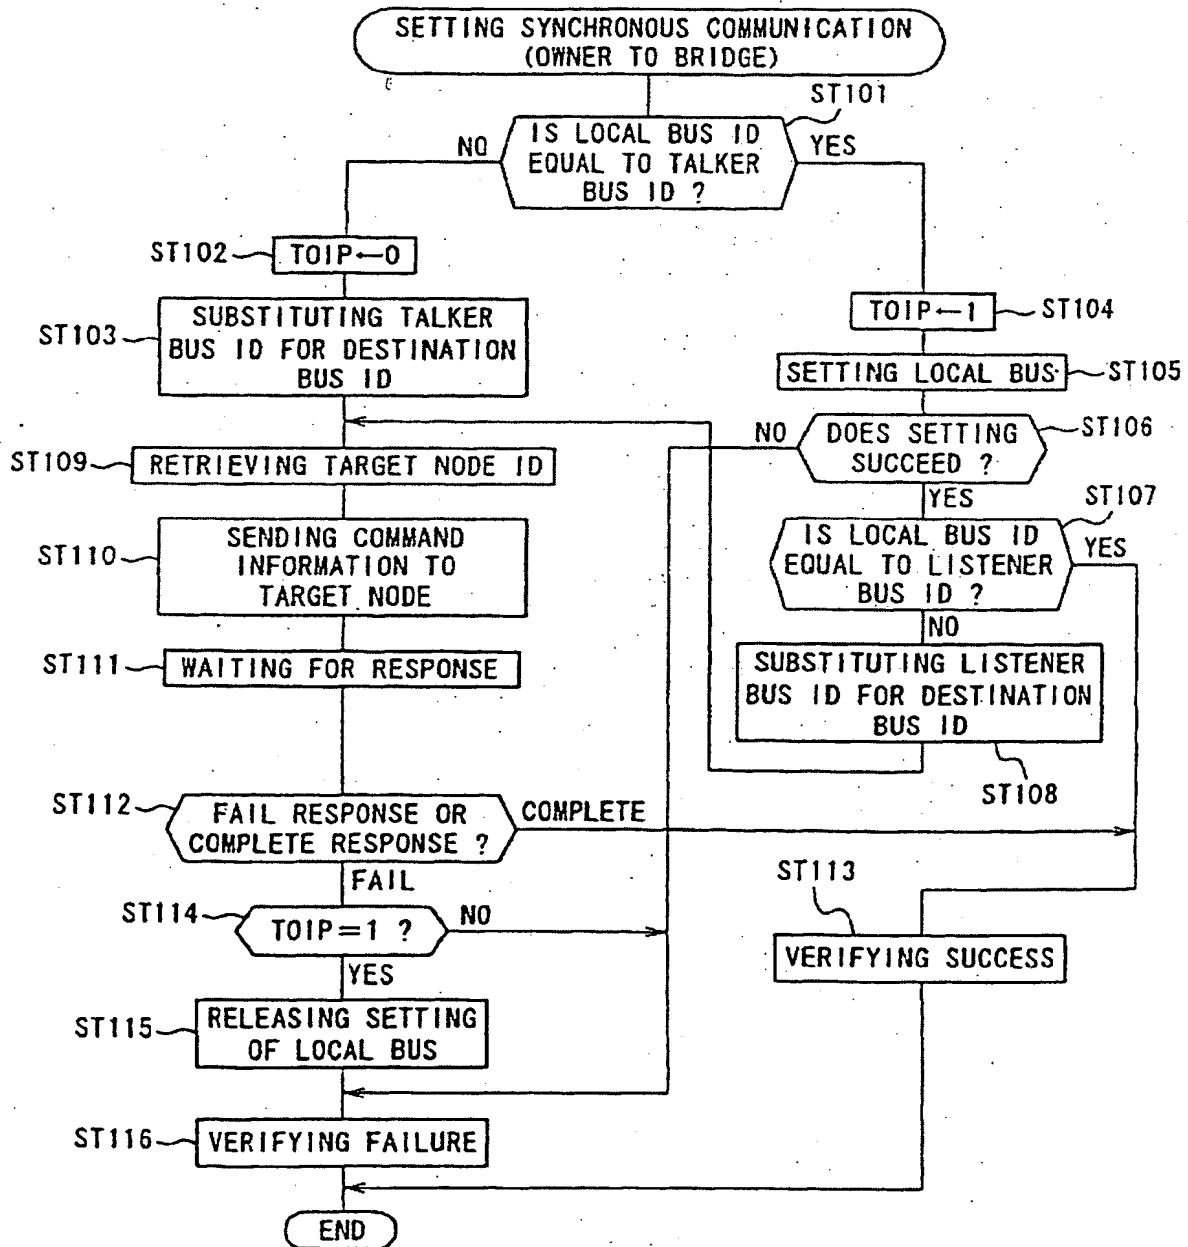 SETTING SYNCHRONOUS COMMUNICATION
(OWNER TO BRIDGE)
ST101
IS LOCAL BUS ID
EQUAL TO TALKER
BUS ID ?
NO
YES
ST102
TOIP←0
ST103
SUBSTITUTING TALKER
BUS ID FOR DESTINATION
BUS ID
TOIP←1
ST104
SETTING LOCAL BUS
ST105
NO
DOES SETTING
SUCCEED ?
ST106
YES
ST109
RETRIEVING TARGET NODE ID
ST107
IS LOCAL BUS ID
EQUAL TO LISTENER
BUS ID ?
YES
NO
ST110
SENDING COMMAND
INFORMATION TO
TARGET NODE
ST111
WAITING FOR RESPONSE
SUBSTITUTING LISTENER
BUS ID FOR DESTINATION
BUS ID
ST108
ST112
FAIL RESPONSE OR
COMPLETE RESPONSE ?
COMPLETE
FAIL
ST113
VERIFYING SUCCESS
ST114
TOIP=1 ?
NO
YES
ST115
RELEASING SETTING
OF LOCAL BUS
ST116
VERIFYING FAILURE
END